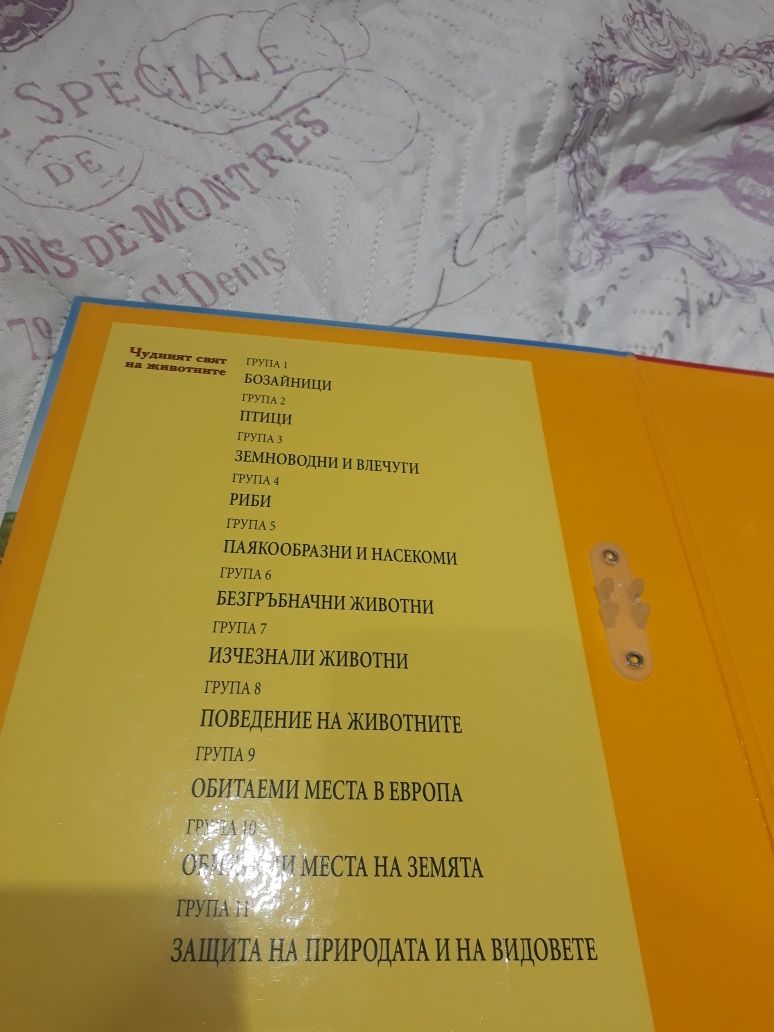 SPÉCIALE
DE
DE MONTRES
St Denis
79
Чудният свят
на животните
ГРУПА 1
БОЗАЙНИЦИ
ГРУПА 2
ПТИЦИ
ГРУПА 3
ЗЕМНОВОДНИ И ВЛЕЧУГИ
ГРУПА 4
РИБИ
ГРУПА 5
ПАЯКООБРАЗНИ И НАСЕКОМИ
ГРУПА 6
БЕЗГРЪБНАЧНИ ЖИВОТНИ
ГРУПА 7
ИЗЧЕЗНАЛИ ЖИВОТНИ
ГРУПА 8
ПОВЕДЕНИЕ НА ЖИВОТНИТЕ
ГРУПА 9
ОБИТАЕМИ МЕСТА В ЕВРОПА
ГРУПА 10
ОБИТАЕМИ МЕСТА НА ЗЕМЯТА
ГРУПА 11
ЗАЩИТА НА ПРИРОДАТА И НА ВИДОВЕТЕ